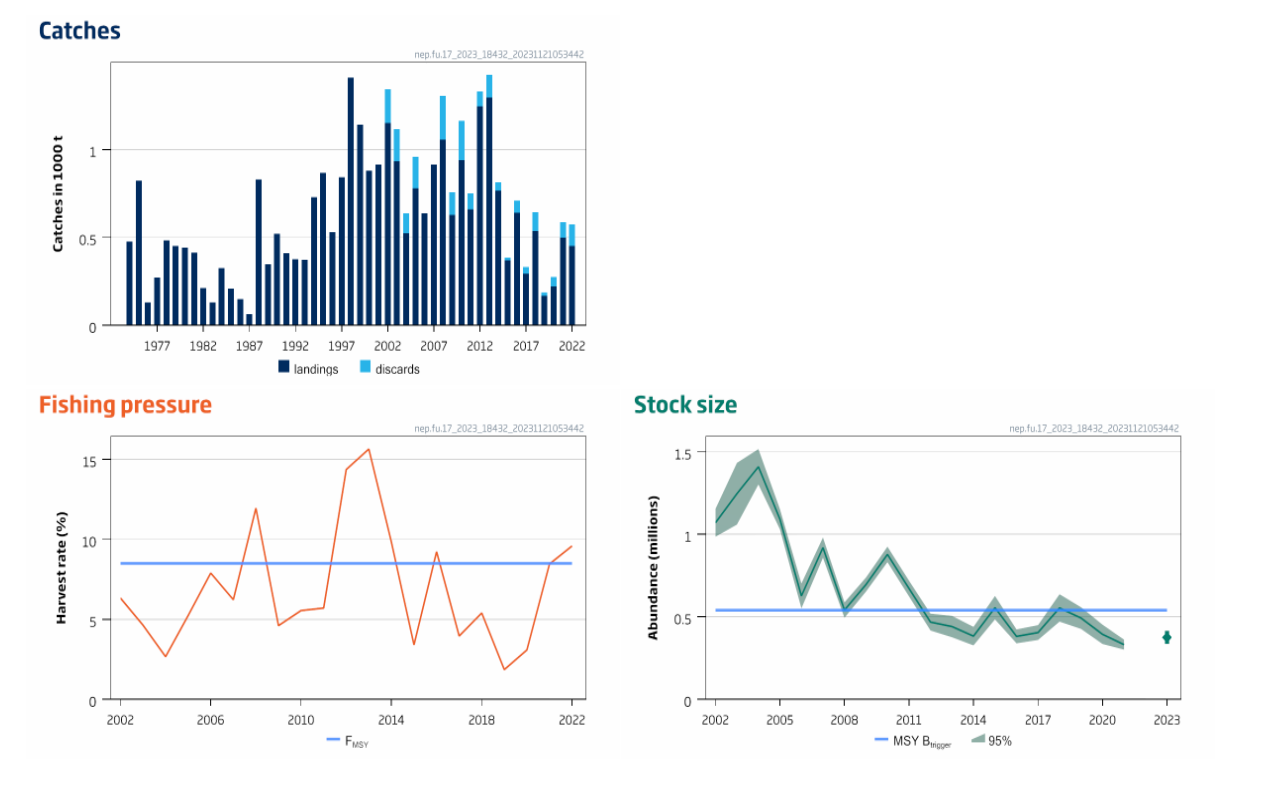 Catches
nep.fu.17_2023_18432_20231121053442
Catches in 1000 t
1
0.5
0
1977 1982 1987 1992 1997 2002 2007 2012 2017 2022
landings discards
Fishing pressure
nep.fu.17_2023_18432_20231121053442
Harvest rate (%)
15
10
5
0
2002 2006 2010 2014 2018 2022
FMSY
Stock size
nep.fu.17_2023_18432_20231121053442
Abundance (millions)
1.5
1
0.5
0
2002 2005 2008 2011 2014 2017 2020 2023
MSY Btrigger 95%